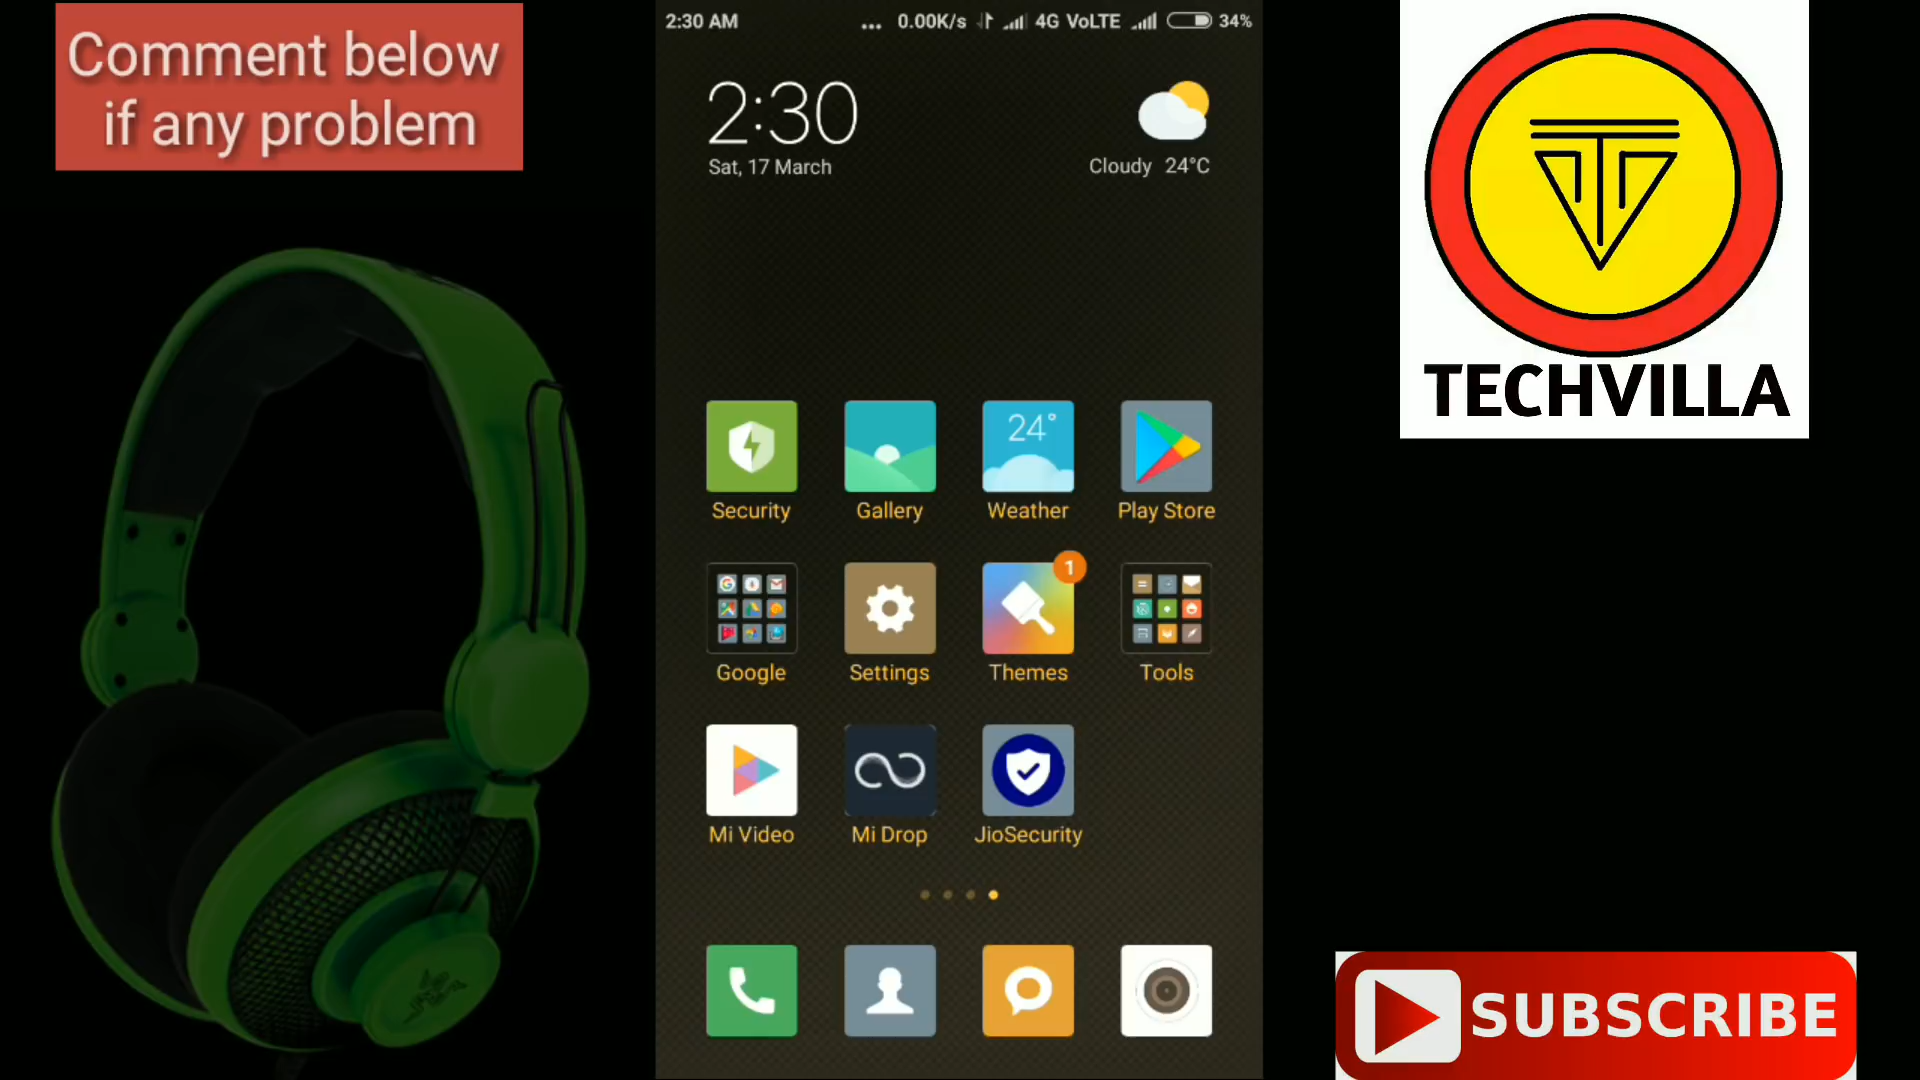 Comment below
if any problem
2:30 AM
... 0.00K/s 4G VoLTE 34%
2:30
Sat, 17 March
Cloudy 24°C
TECHVILLA
24°
Security
Gallery
Weather
Play Store
1
Google
Settings
Themes
Tools
Mi Video
Mi Drop
JioSecurity
SUBSCRIBE